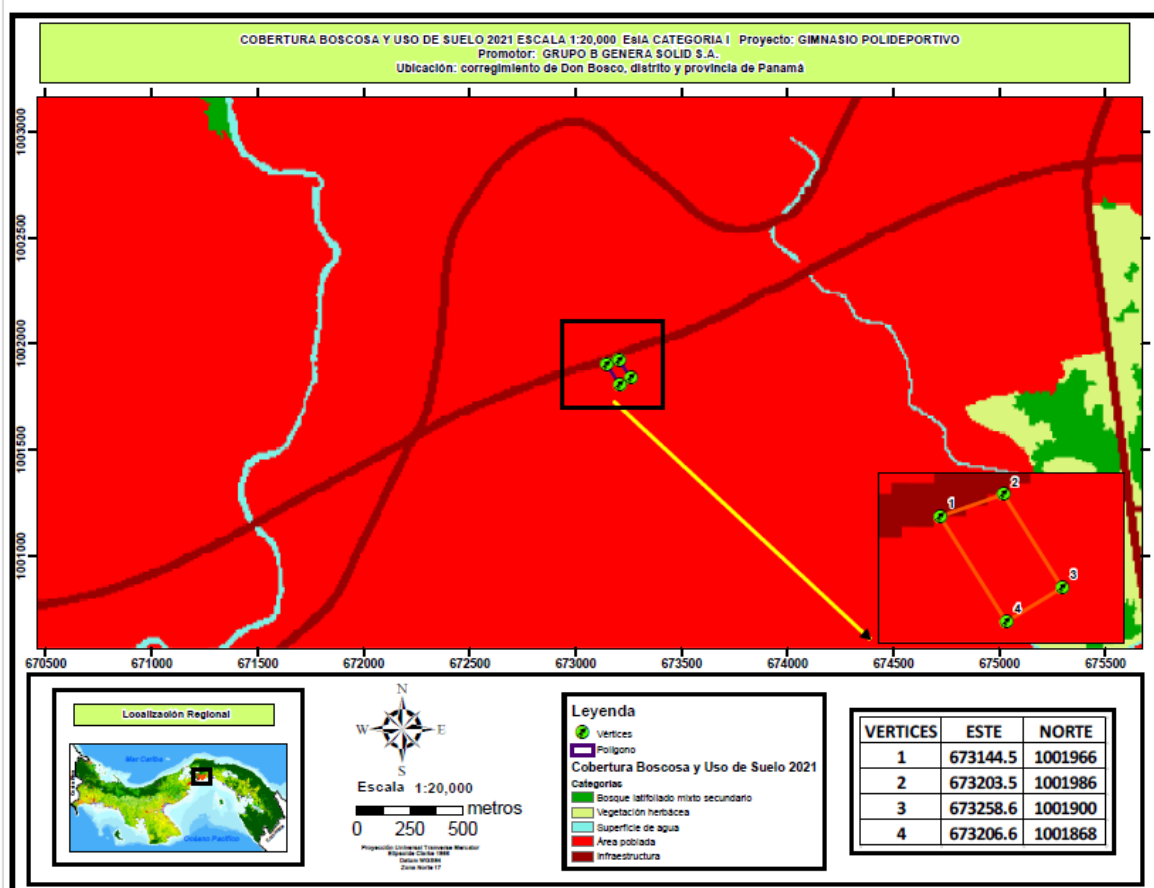 COBERTURA BOSCOSA Y USO DE SUELO 2021 ESCALA 1:20,000 EsIA CATEGORIA I Proyecto: GIMNASIO POLIDEPORTIVO
Promotor: GRUPO B GENERA SOLID S.A.
Ubicación: corregimiento de Don Bosco, distrito y provincia de Panamá
1003000
1002500
1002000
1001500
1001000
1
2
3
4
670500 671000 671500 672000 672500 673000 673500 674000 674500 675000 675500
Localización Regional
Mar Caribe
Océano Pacífico
N
W E
S
Escala 1:20,000
metros
0 250 500
Proyección Universal Transverse Mercator
Elipsoide Clarke 1866
Datum WGS84
Zona Norte 17
Leyenda
Vértices
Polígono
Cobertura Boscosa y Uso de Suelo 2021
Categorías
Bosque latifoliado mixto secundario
Vegetación herbácea
Superficie de agua
Área poblada
Infraestructura
VERTICES ESTE NORTE
1 673144.5 1001966
2 673203.5 1001986
3 673258.6 1001900
4 673206.6 1001868